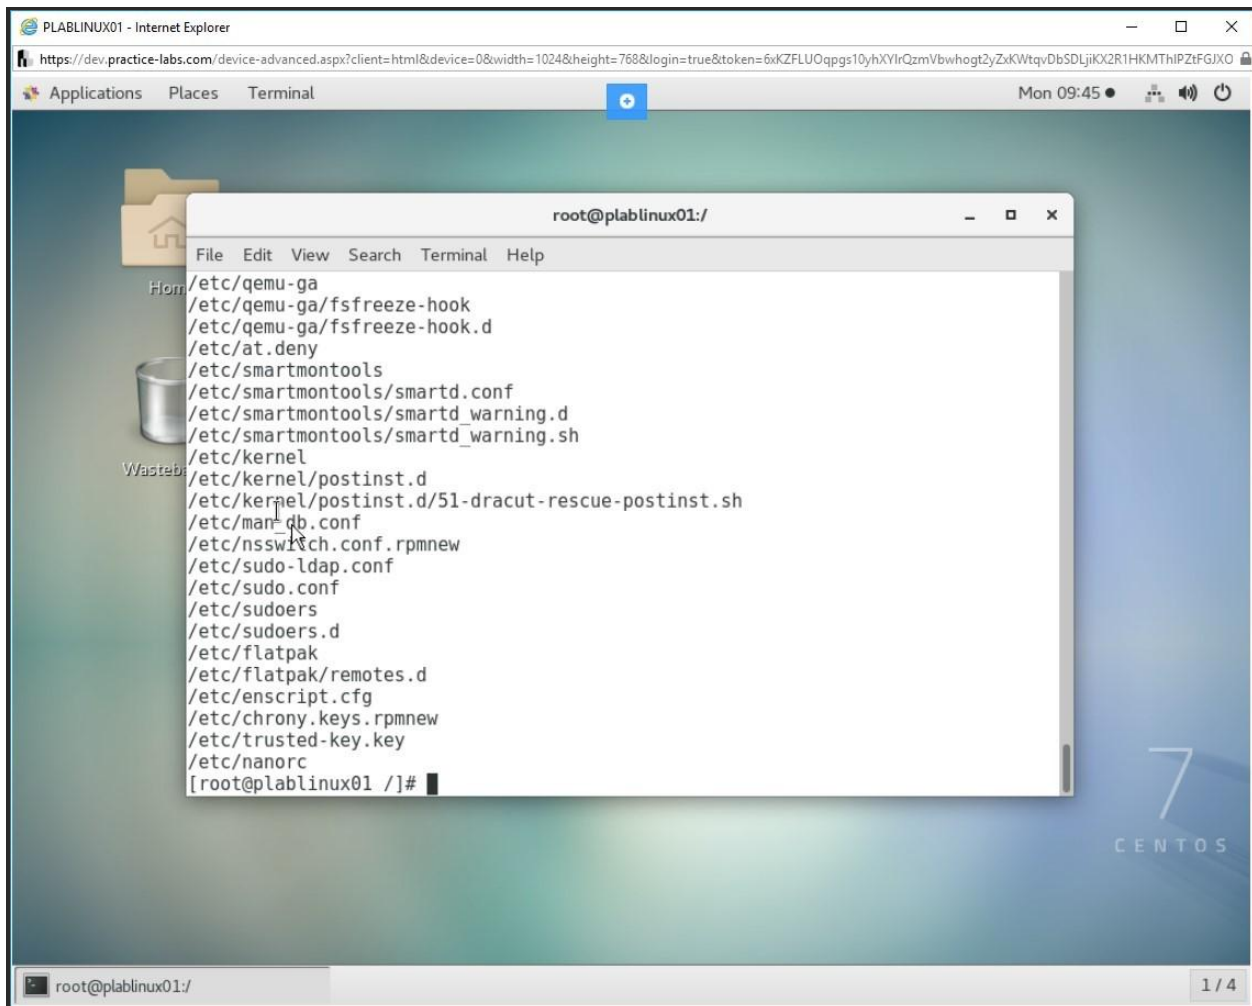 PLABLINUX01 - Internet Explorer
https://dev.practice-labs.com/device-advanced.aspx?client=html&device=0&width=1024&height=768&login=true&token=
Applications Places Terminal
Mon 09:45
root@plablinux01:/
File Edit View Search Terminal Help
/etc/qemu-ga
/etc/qemu-ga/fsfreeze-hook
/etc/qemu-ga/fsfreeze-hook.d
/etc/at.deny
/etc/smartmontools
/etc/smartmontools/smartd.conf
/etc/smartmontools/smartd_warning.d
/etc/smartmontools/smartd_warning.sh
/etc/kernel
/etc/kernel/postinst.d
/etc/kernel/postinst.d/51-dracut-rescue-postinst.sh
/etc/man_db.conf
/etc/nsswitch.conf.rpmnew
/etc/sudo-ldap.conf
/etc/sudo.conf
/etc/sudoers
/etc/sudoers.d
/etc/flatpak
/etc/flatpak/remotes.d
/etc/enscript.cfg
/etc/chrony.keys.rpmnew
/etc/trusted-key.key
/etc/nanorc
[root@plablinux01 /]#
Hom
Wasteb
7
CENTOS
root@plablinux01:/
1 / 4